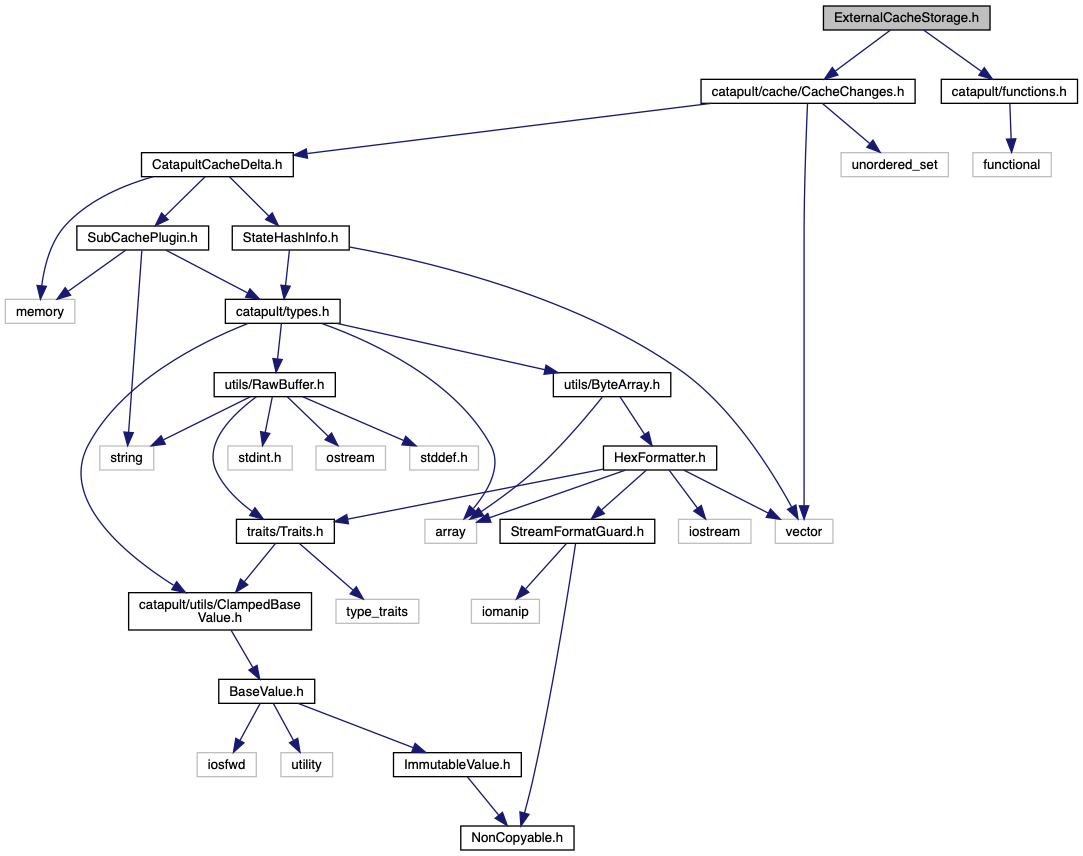 ExternalCacheStorage.h
catapult/cache/CacheChanges.h
catapult/functions.h
CatapultCacheDelta.h
unordered_set
functional
SubCachePlugin.h
StateHashInfo.h
memory
catapult/types.h
utils/RawBuffer.h
utils/ByteArray.h
string
stdint.h
ostream
stddef.h
HexFormatter.h
traits/Traits.h
array
StreamFormatGuard.h
iostream
vector
catapult/utils/ClampedBase
Value.h
type_traits
iomanip
BaseValue.h
iosfwd
utility
ImmutableValue.h
NonCopyable.h